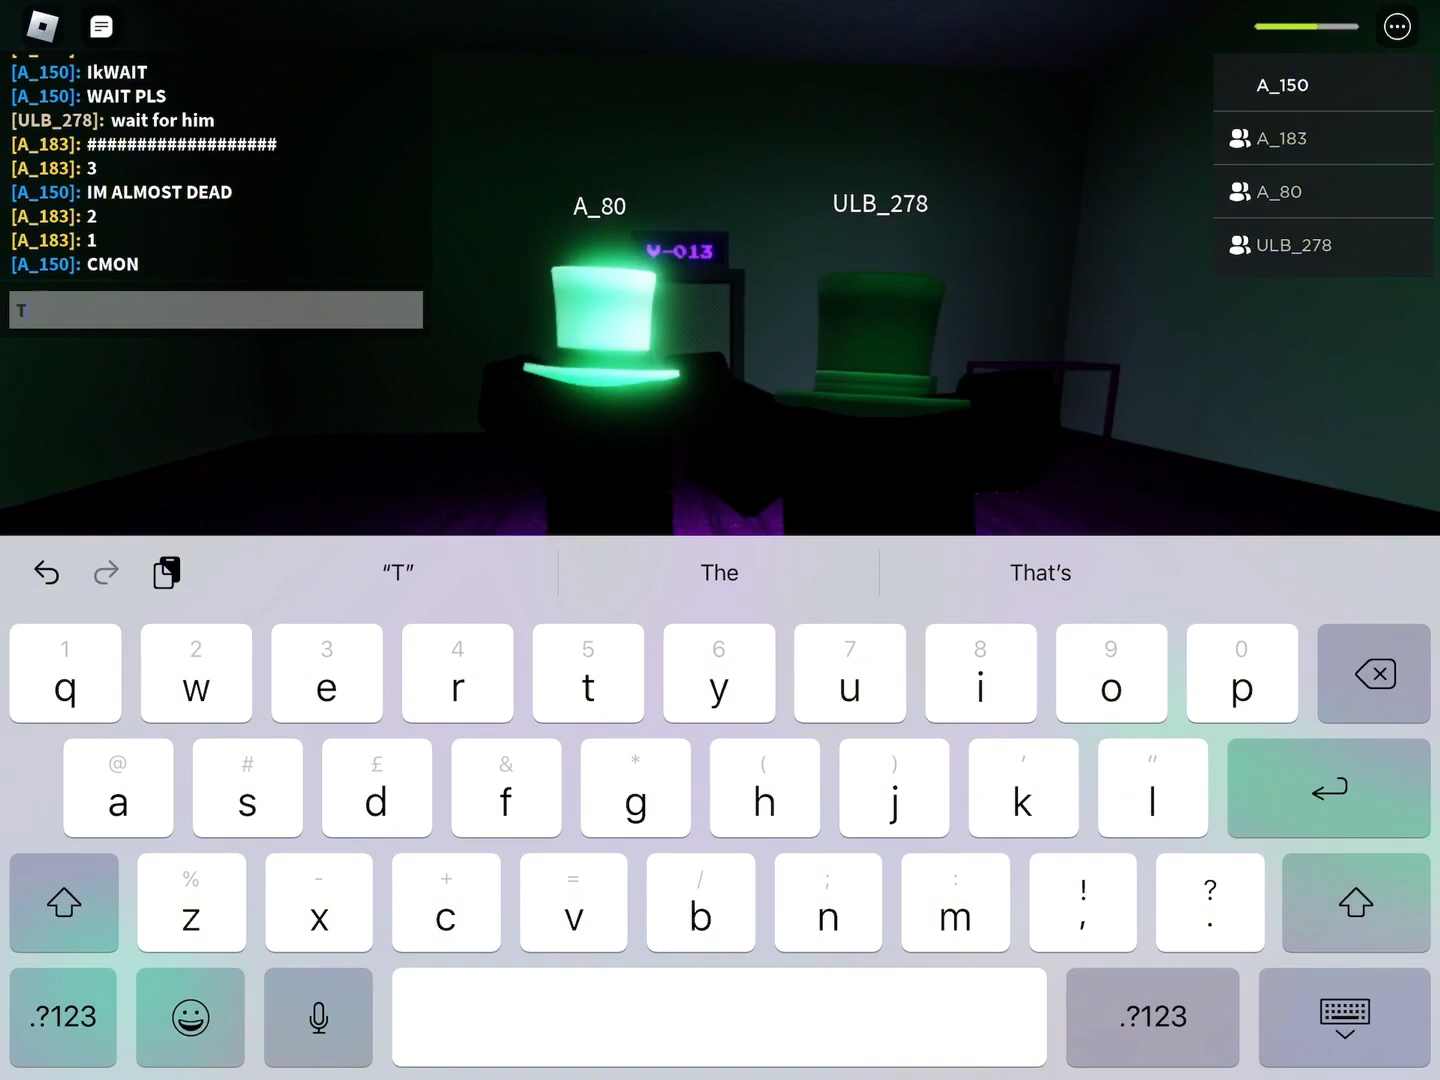 [A_150]: IkWAIT
[A_150]: WAIT PLS
[ULB_278]: wait for him
[A_183]: ###################
[A_183]: 3
[A_150]: IM ALMOST DEAD
[A_183]: 2
[A_183]: 1
[A_150]: CMON
T
A_80
ULB_278
V-013
A_150
A_183
A_80
ULB_278
“T” The That’s
1 2 3 4 5 6 7 8 9 0
q w e r t y u i o p
@ # £ & * ( ) ' "
a s d f g h j k l
% - + = / ; : ! ?
z x c v b n m , .
.?123 .?123